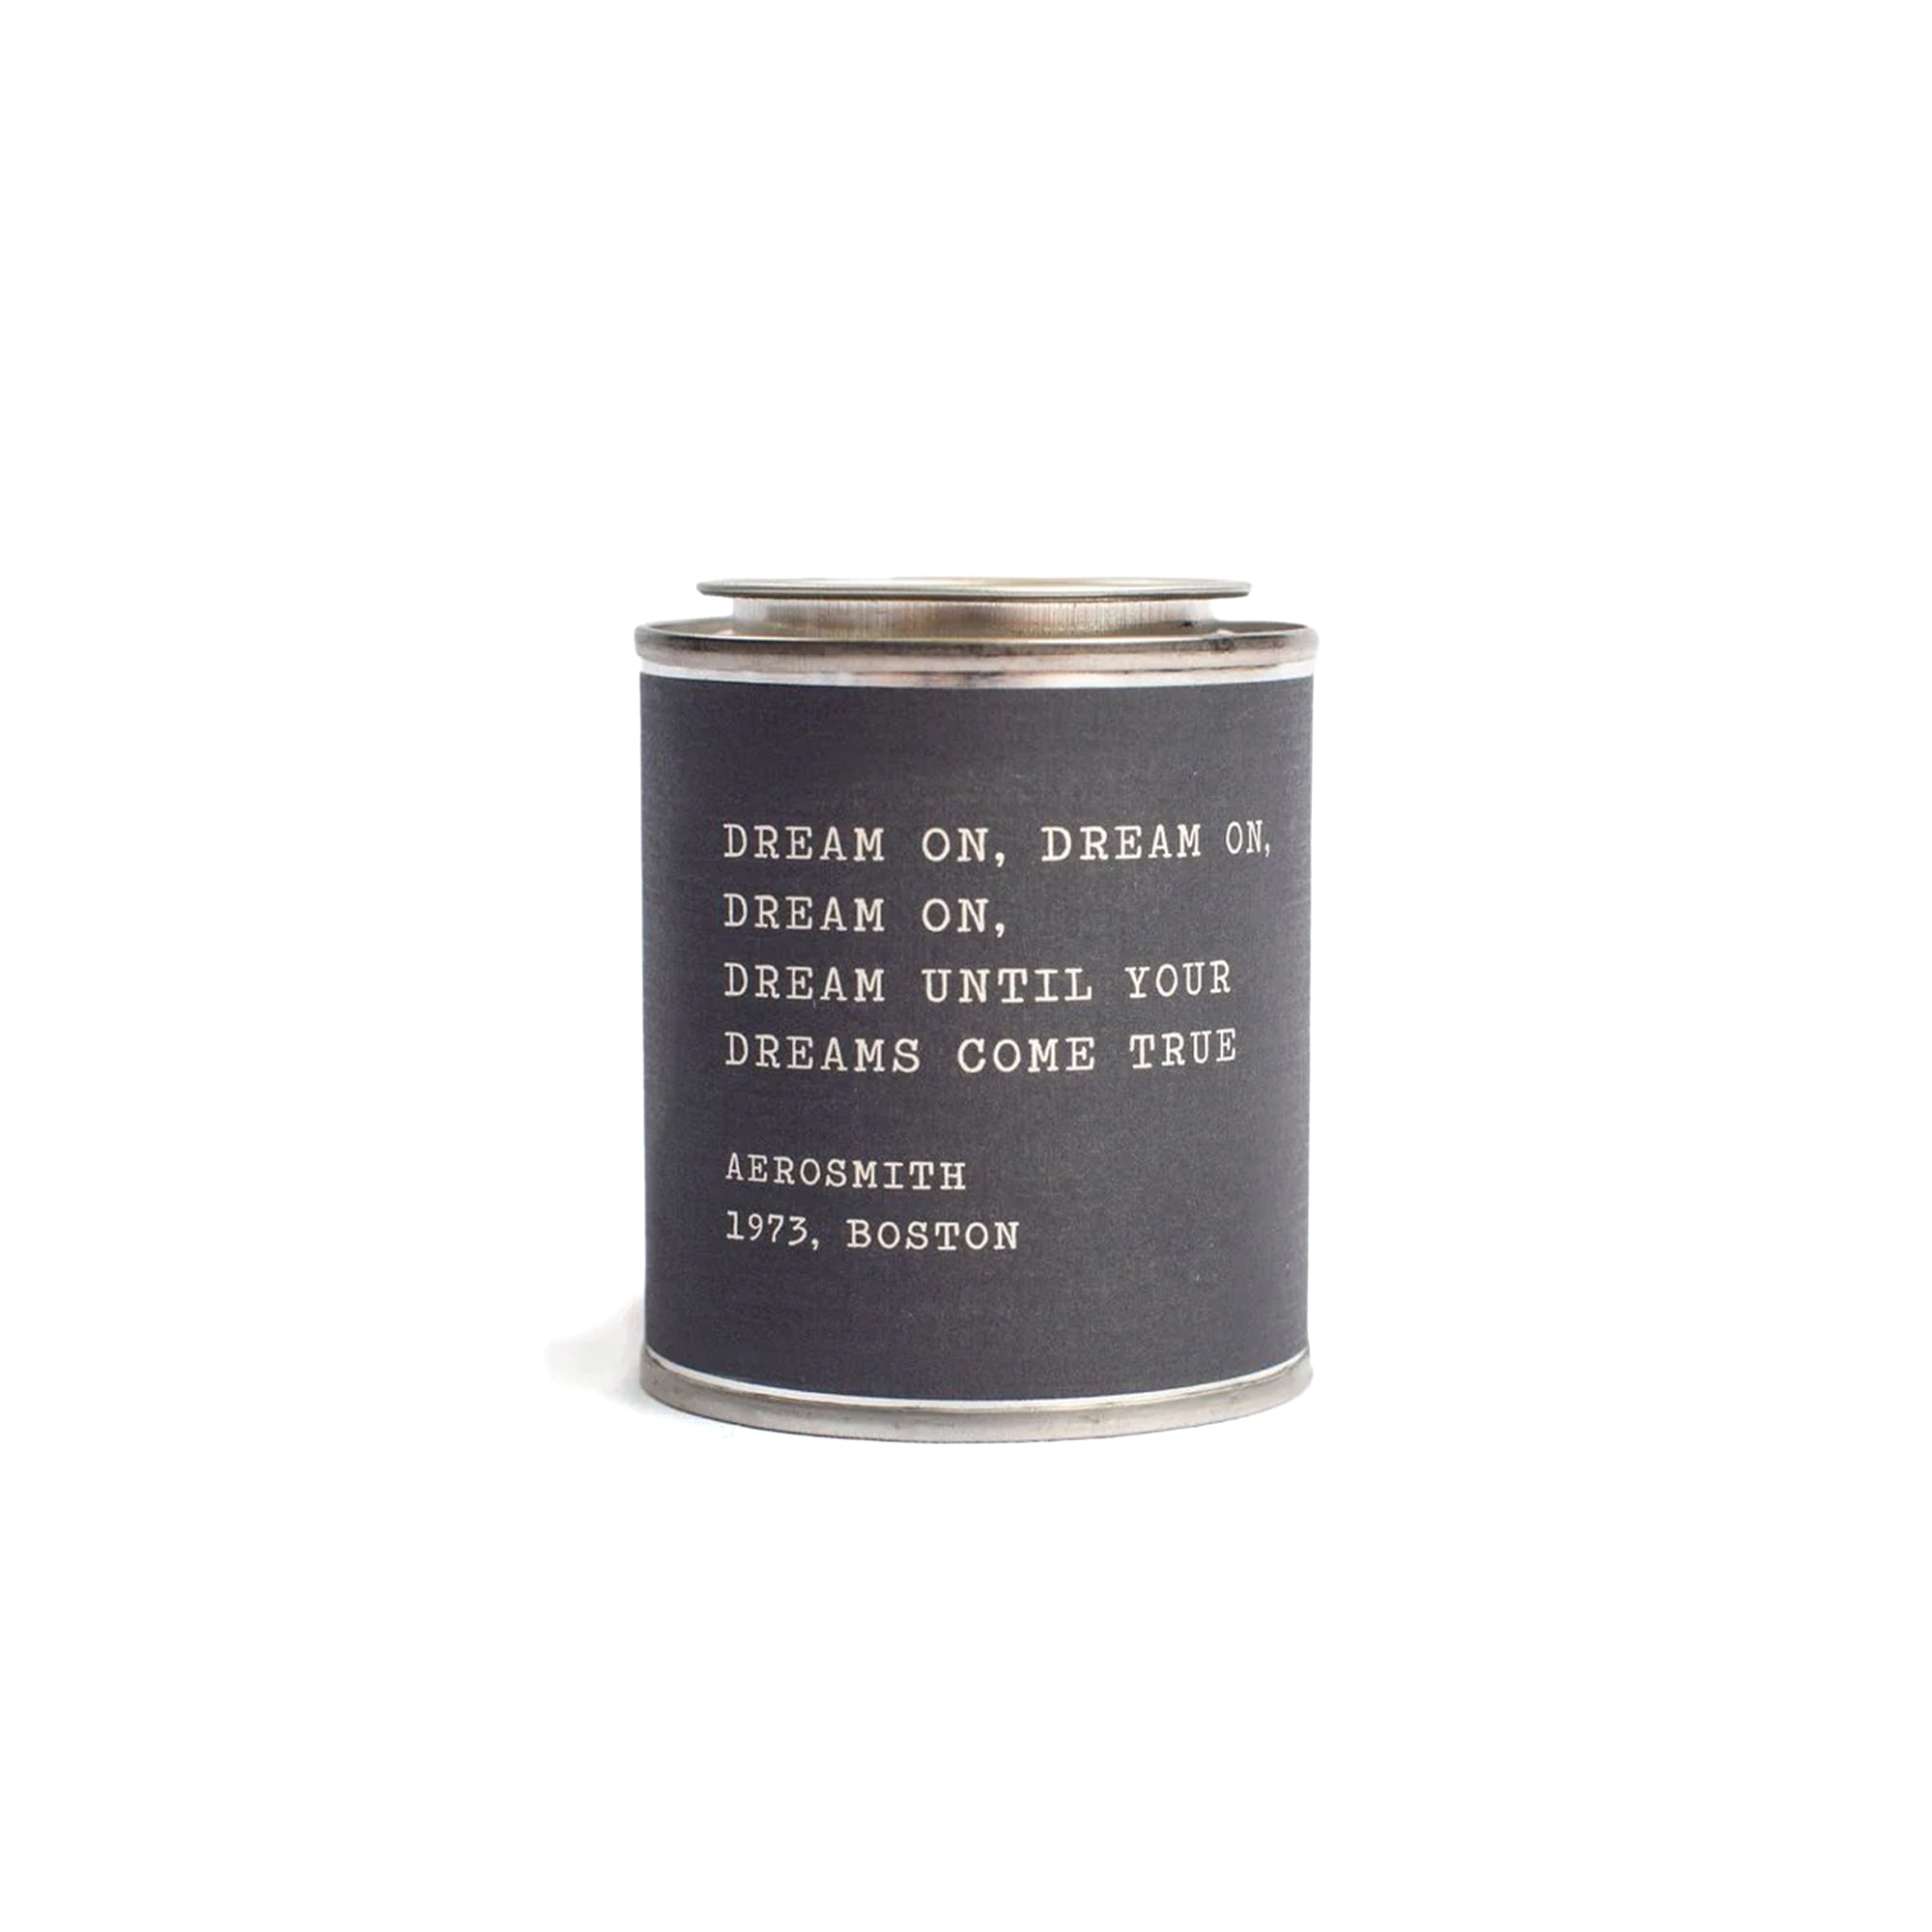 DREAM ON, DREAM ON,
DREAM ON,
DREAM UNTIL YOUR
DREAMS COME TRUE
AEROSMITH
1973, BOSTON